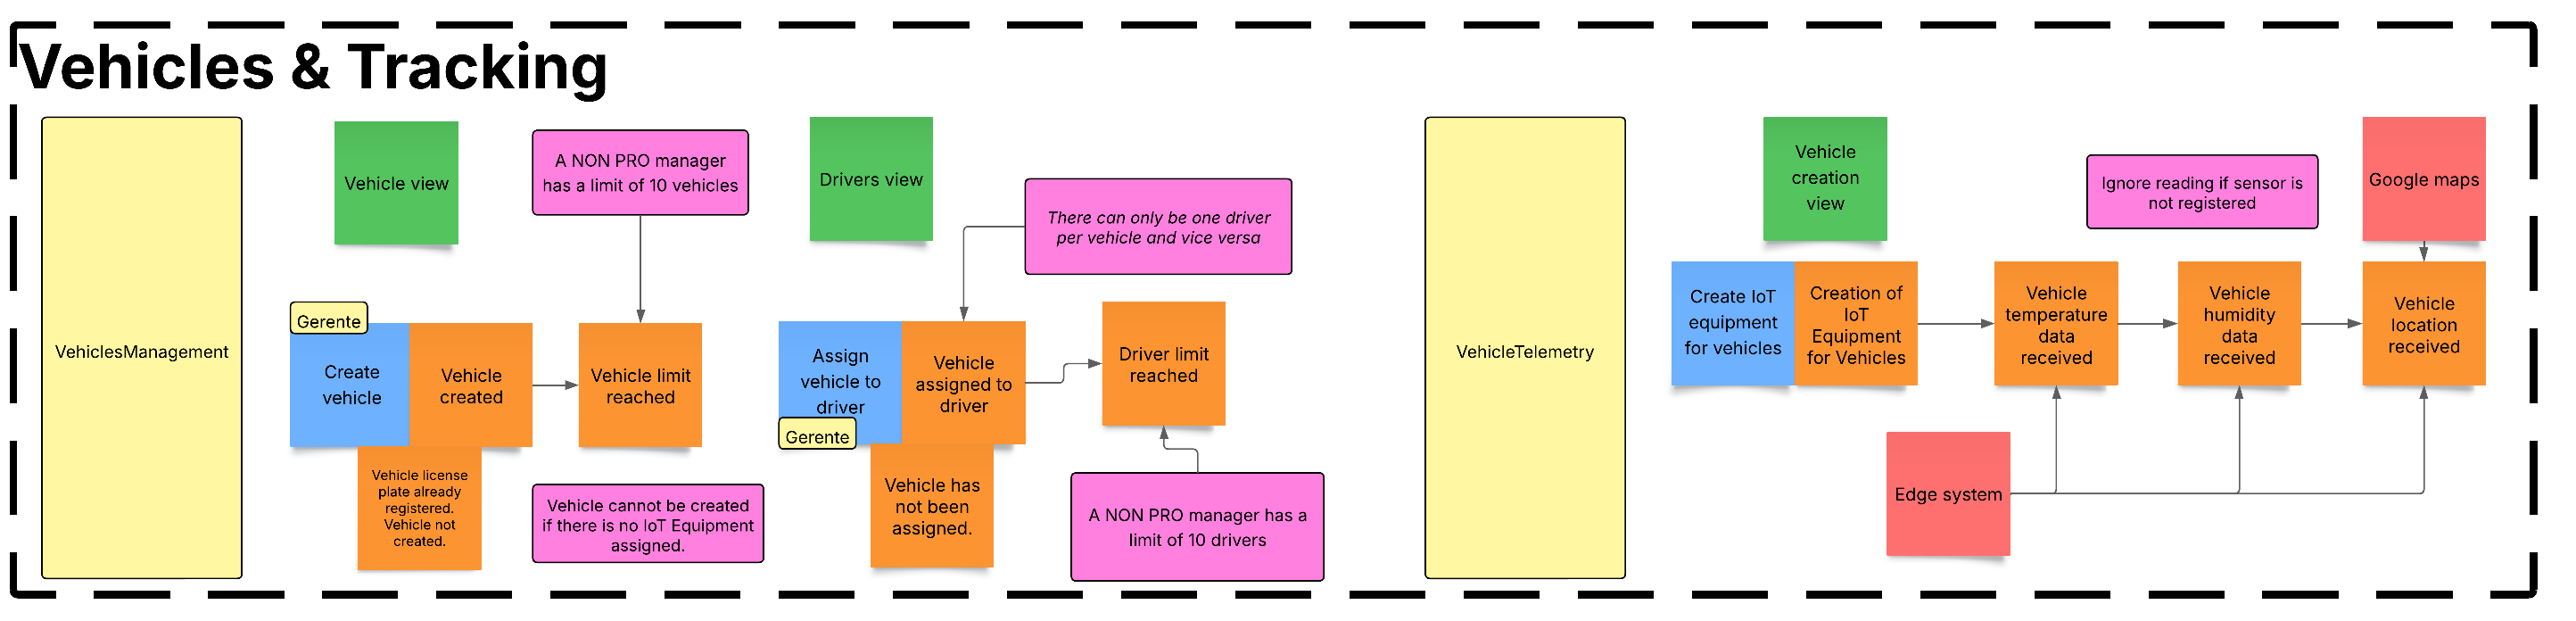 Vehicles & Tracking
VehiclesManagement
Vehicle view
A NON PRO manager
has a limit of 10 vehicles
Gerente
Create
vehicle
Vehicle
created
Vehicle limit
reached
Vehicle license
plate already
registered.
Vehicle not
created.
Vehicle cannot be created
if there is no IoT Equipment
assigned.
Drivers view
There can only be one driver
per vehicle and vice versa
Assign
vehicle to
driver
Gerente
Vehicle
assigned to
driver
Driver limit
reached
Vehicle has
not been
assigned.
A NON PRO manager has a
limit of 10 drivers
VehicleTelemetry
Vehicle
creation
view
Create IoT
equipment
for vehicles
Creation of
IoT
Equipment
for Vehicles
Vehicle
temperature
data
received
Ignore reading if sensor is
not registered
Vehicle
humidity
data
received
Google maps
Vehicle
location
received
Edge system